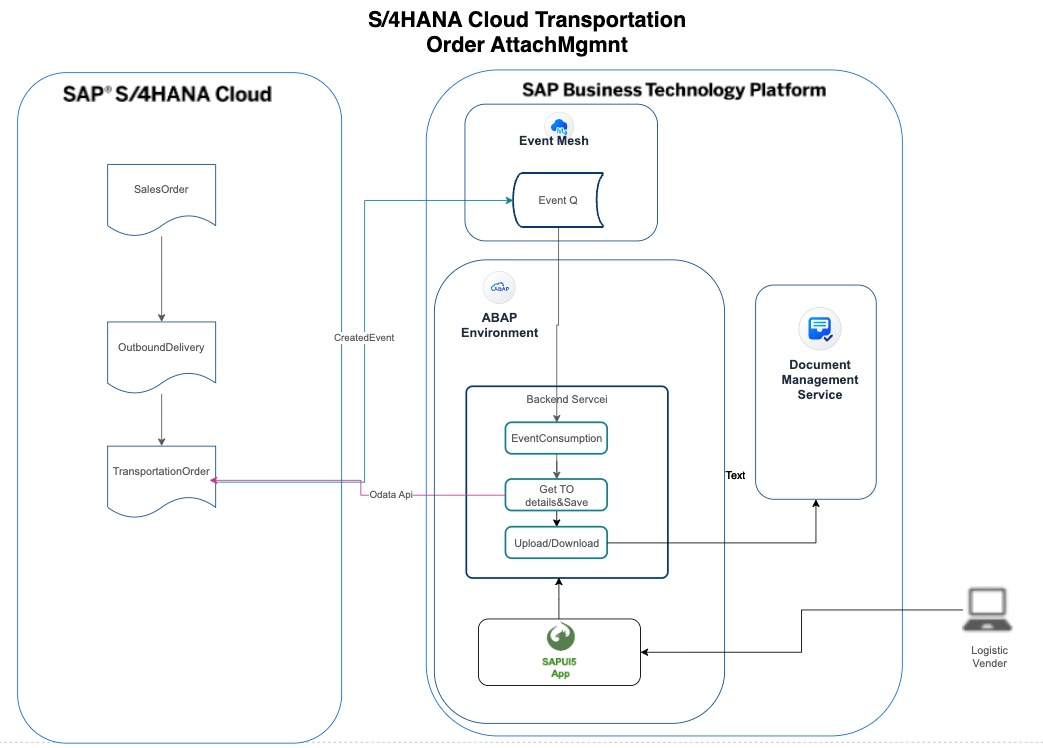 S/4HANA Cloud Transportation
Order AttachMgmnt
SAP® S/4HANA Cloud
SAP Business Technology Platform
Event Mesh
SalesOrder
Event Q
ABAP
ABAP
Environment
CreatedEvent
OutboundDelivery
Document
Management
Service
Backend Servcei
EventConsumption
TransportationOrder
Text
Odata Api
Get TO
details&Save
Upload/Download
SAPUI5
App
Logistic
Vender